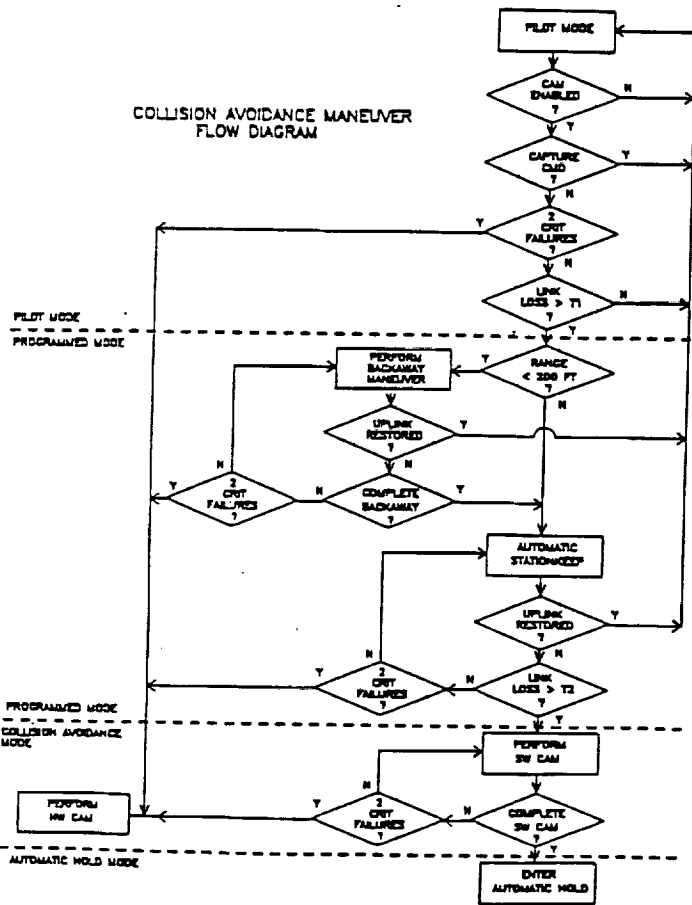 PILOT MODE
COLLISION AVOIDANCE MANEUVER
FLOW DIAGRAM
CAM
ENABLED
?
N
Y
CAPTURE
CMD
?
Y
N
2
CRIT
FAILURES
?
Y
N
LINK
LOSS > T1
?
N
Y
PILOT MODE
PROGRAMMED MODE
RANGE
< 200 FT
?
Y
N
PERFORM
BACKAWAY
MANEUVER
UPLINK
RESTORED
?
Y
N
COMPLETE
BACKAWAY
?
N
Y
2
CRIT
FAILURES
?
Y
N
AUTOMATIC
STATIONKEEP
UPLINK
RESTORED
?
Y
N
LINK
LOSS > T2
?
N
Y
2
CRIT
FAILURES
?
Y
N
PROGRAMMED MODE
COLLISION AVOIDANCE
MODE
PERFORM
SW CAM
COMPLETE
SW CAM
?
N
Y
2
CRIT
FAILURES
?
Y
N
PERFORM
HW CAM
AUTOMATIC HOLD MODE
ENTER
AUTOMATIC HOLD